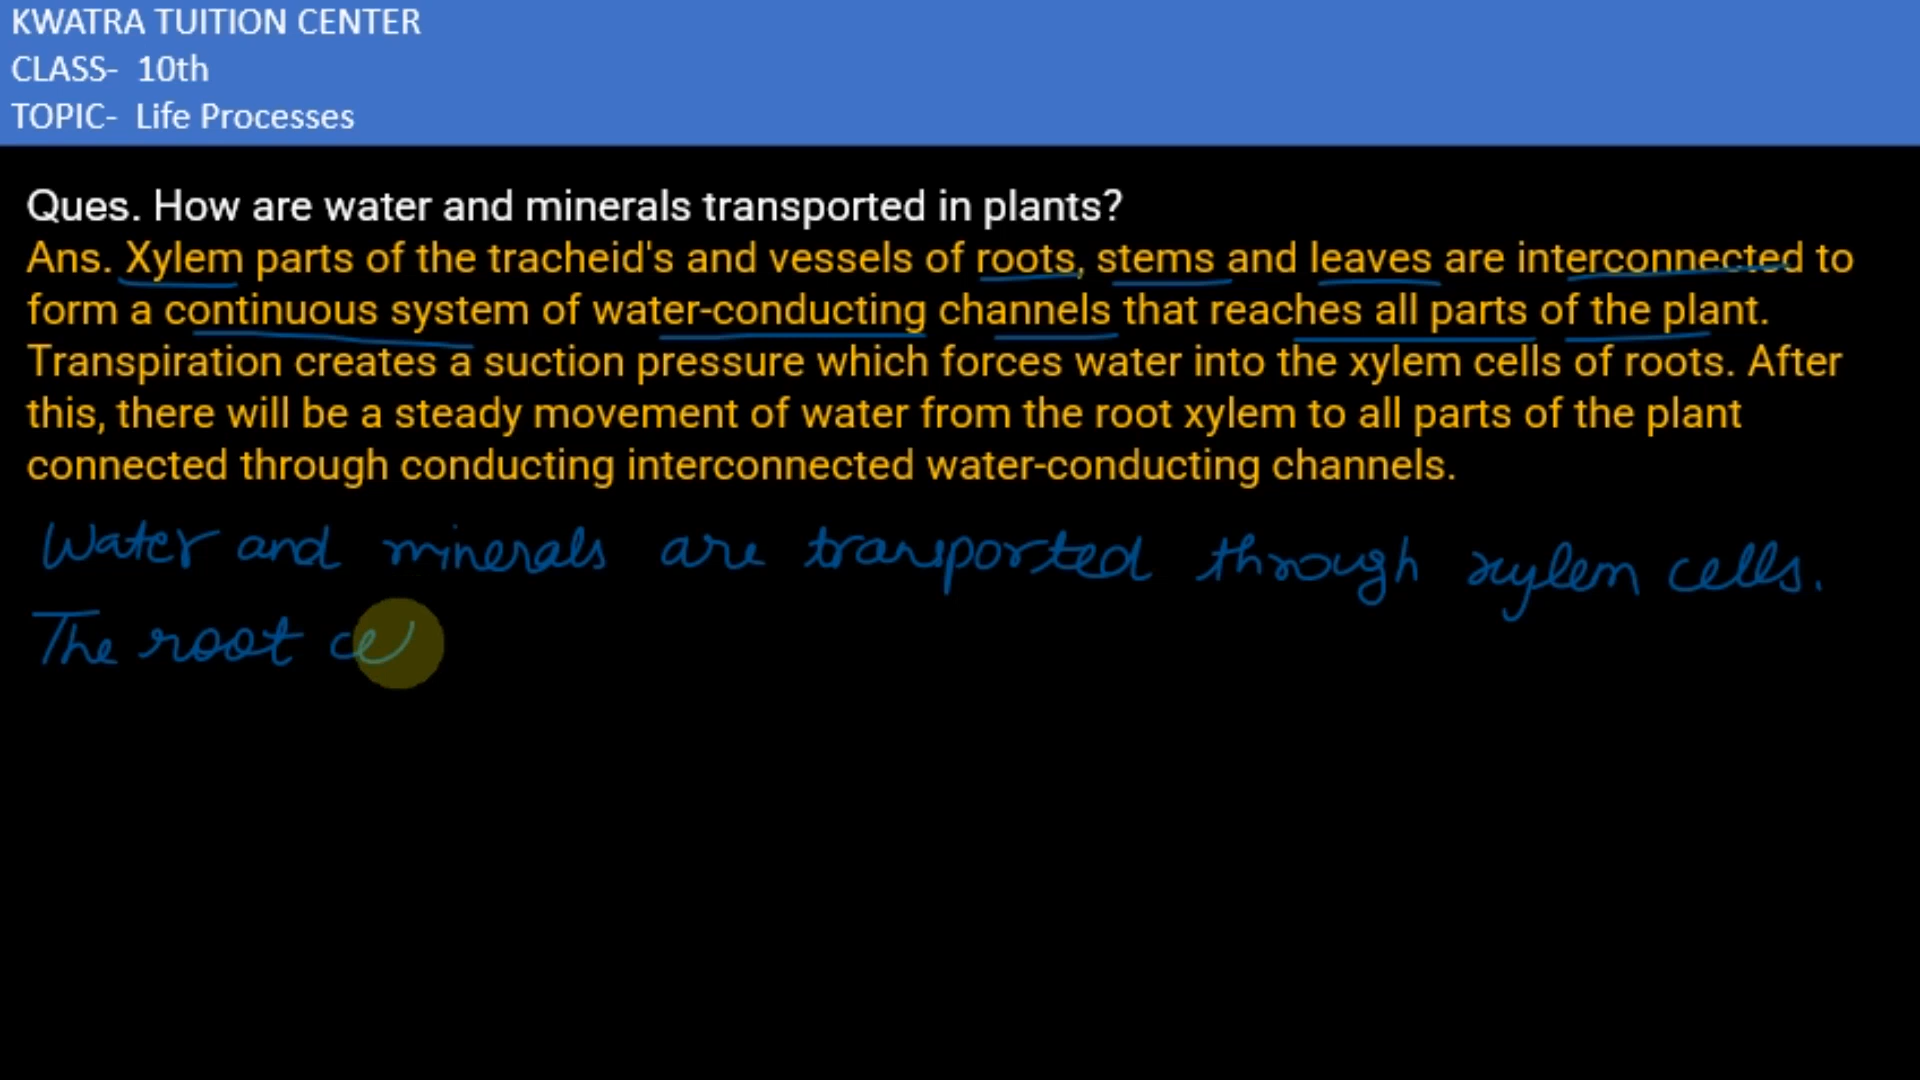 KWATRA TUITION CENTER
CLASS- 10th
TOPIC- Life Processes
Ques. How are water and minerals transported in plants?
Ans. Xylem parts of the tracheid's and vessels of roots, stems and leaves are interconnected to
form a continuous system of water-conducting channels that reaches all parts of the plant.
Transpiration creates a suction pressure which forces water into the xylem cells of roots. After
this, there will be a steady movement of water from the root xylem to all parts of the plant
connected through conducting interconnected water-conducting channels.
Water and minerals are transported through xylem cells.
The root ce